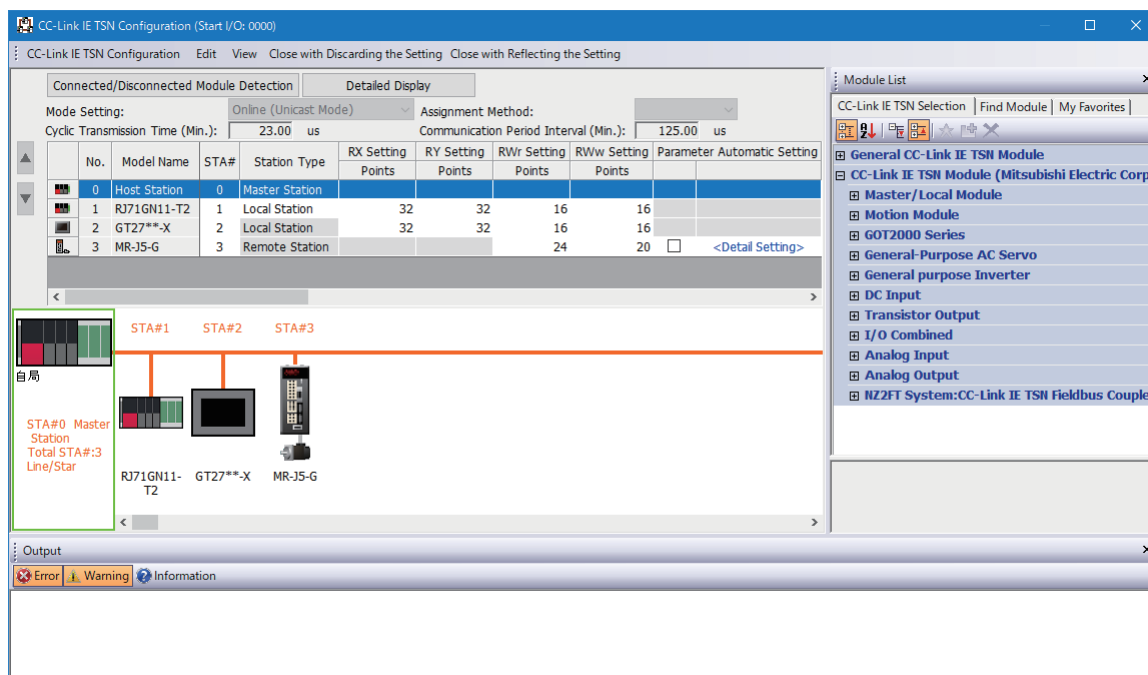 CC-Link IE TSN Configuration (Start I/O: 0000)
CC-Link IE TSN Configuration Edit View Close with Discarding the Setting Close with Reflecting the Setting
Connected/Disconnected Module Detection Detailed Display
Mode Setting: Online (Unicast Mode) Assignment Method:
Cyclic Transmission Time (Min.): 23.00 us Communication Period Interval (Min.): 125.00 us
No. Model Name STA# Station Type RX Setting RY Setting RWr Setting RWw Setting Parameter Automatic Setting
Points Points Points Points
0 Host Station 0 Master Station
1 RJ71GN11-T2 1 Local Station 32 32 16 16
2 GT27**-X 2 Local Station 32 32 16 16
3 MR-J5-G 3 Remote Station 24 20 <Detail Setting>
STA#1 STA#2 STA#3
自局
STA#0 Master
Station
Total STA#:3
Line/Star
RJ71GN11-
T2
GT27**-X
MR-J5-G
Module List
CC-Link IE TSN Selection Find Module My Favorites
General CC-Link IE TSN Module
CC-Link IE TSN Module (Mitsubishi Electric Corp
Master/Local Module
Motion Module
GOT2000 Series
General-Purpose AC Servo
General purpose Inverter
DC Input
Transistor Output
I/O Combined
Analog Input
Analog Output
NZ2FT System:CC-Link IE TSN Fieldbus Couple
Output
Error Warning Information